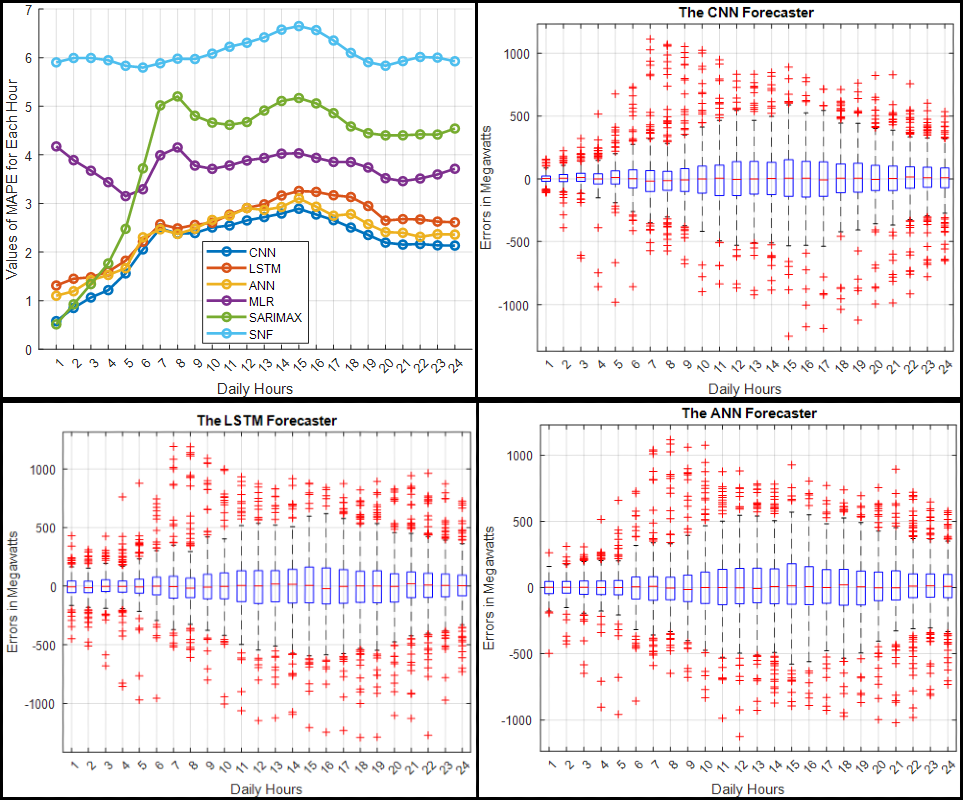 7
6
5
4
3
2
1
0
Values of MAPE for Each Hour
CNN
LSTM
ANN
MLR
SARIMAX
SNF
1 2 3 4 5 6 7 8 9 10 11 12 13 14 15 16 17 18 19 20 21 22 23 24
Daily Hours
The CNN Forecaster
1000
500
0
-500
-1000
Errors in Megawatts
1 2 3 4 5 6 7 8 9 10 11 12 13 14 15 16 17 18 19 20 21 22 23 24
Daily Hours
The LSTM Forecaster
1000
500
0
-500
-1000
Errors in Megawatts
1 2 3 4 5 6 7 8 9 10 11 12 13 14 15 16 17 18 19 20 21 22 23 24
Daily Hours
The ANN Forecaster
1000
500
0
-500
-1000
Errors in Megawatts
1 2 3 4 5 6 7 8 9 10 11 12 13 14 15 16 17 18 19 20 21 22 23 24
Daily Hours